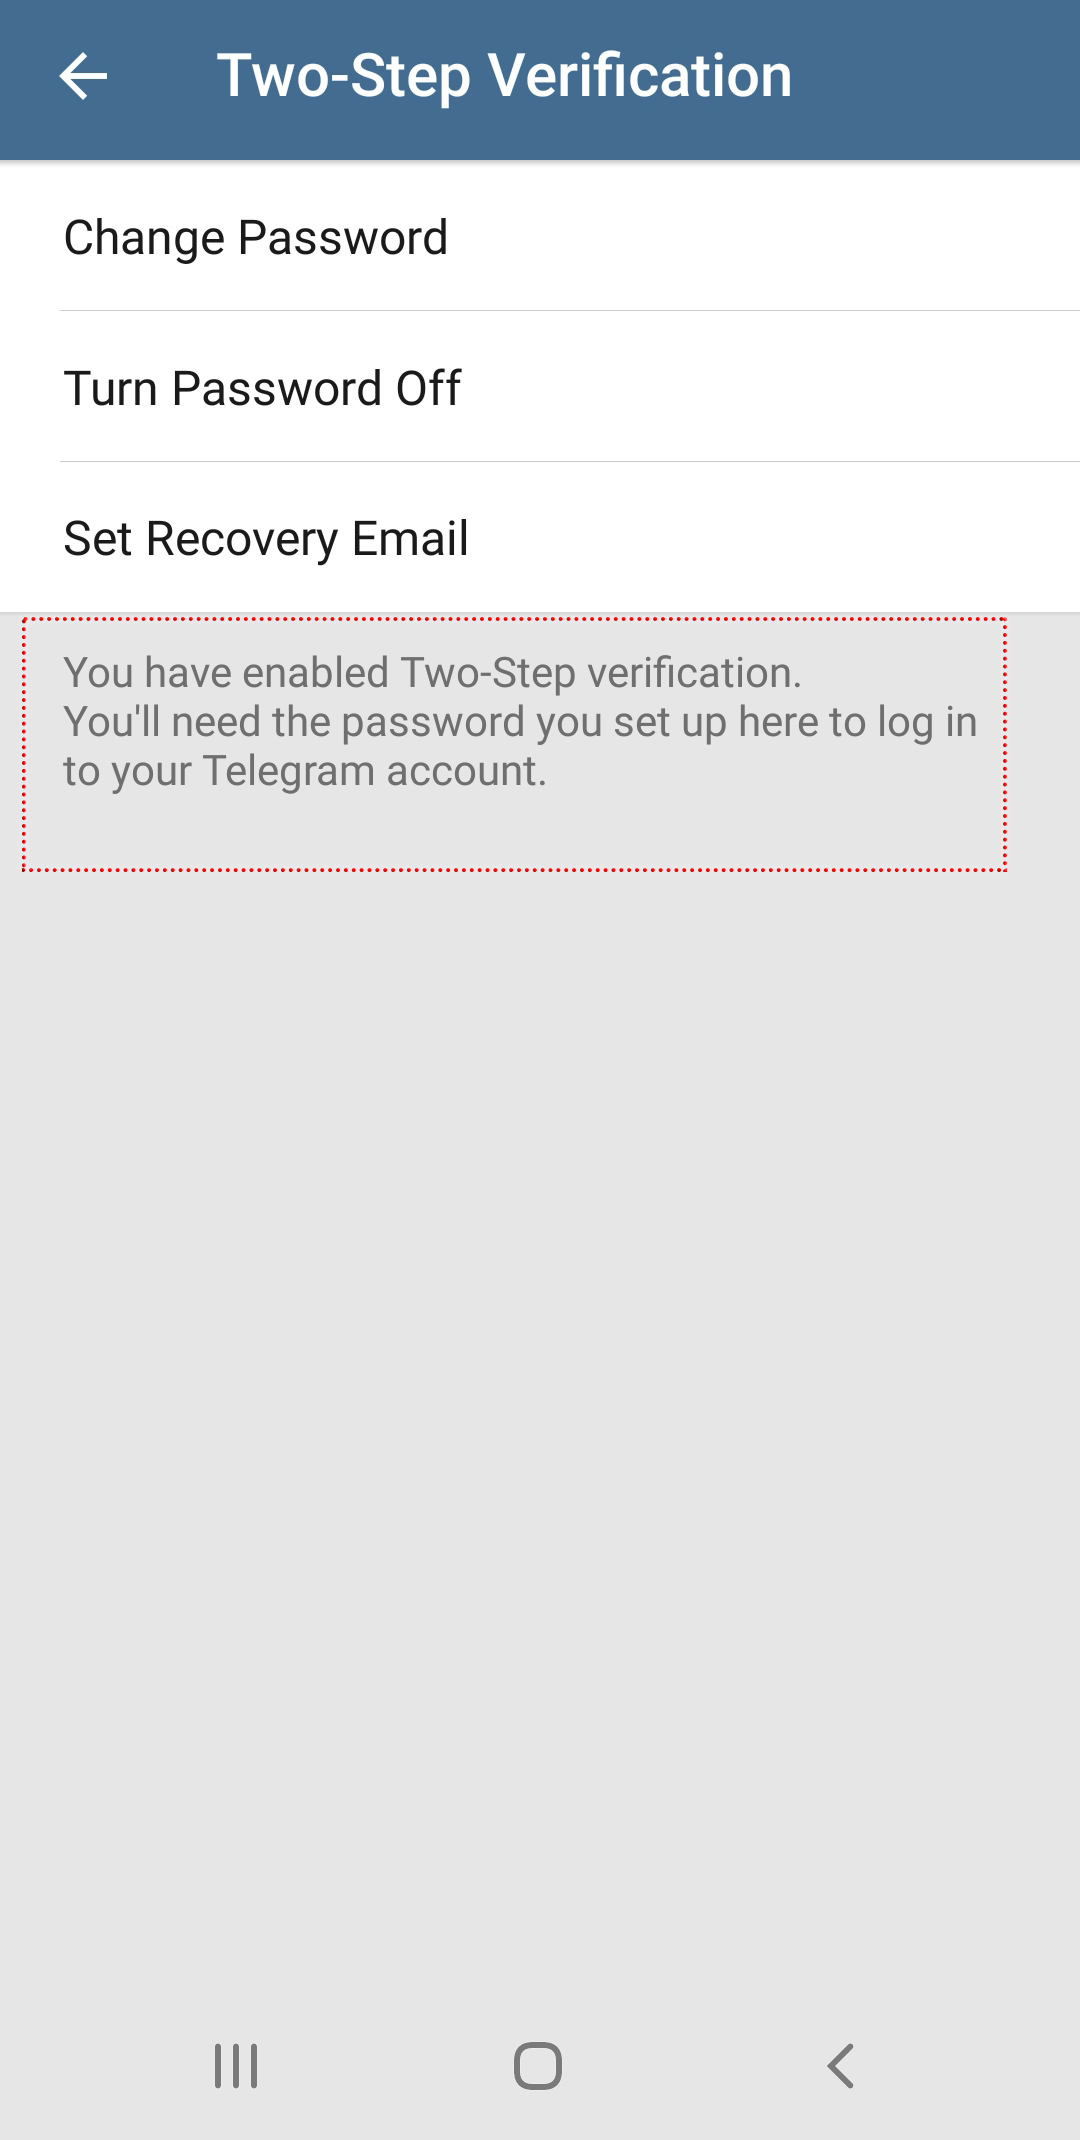 Two-Step Verification
Change Password
Turn Password Off
Set Recovery Email
You have enabled Two-Step verification.
You'll need the password you set up here to log in
to your Telegram account.